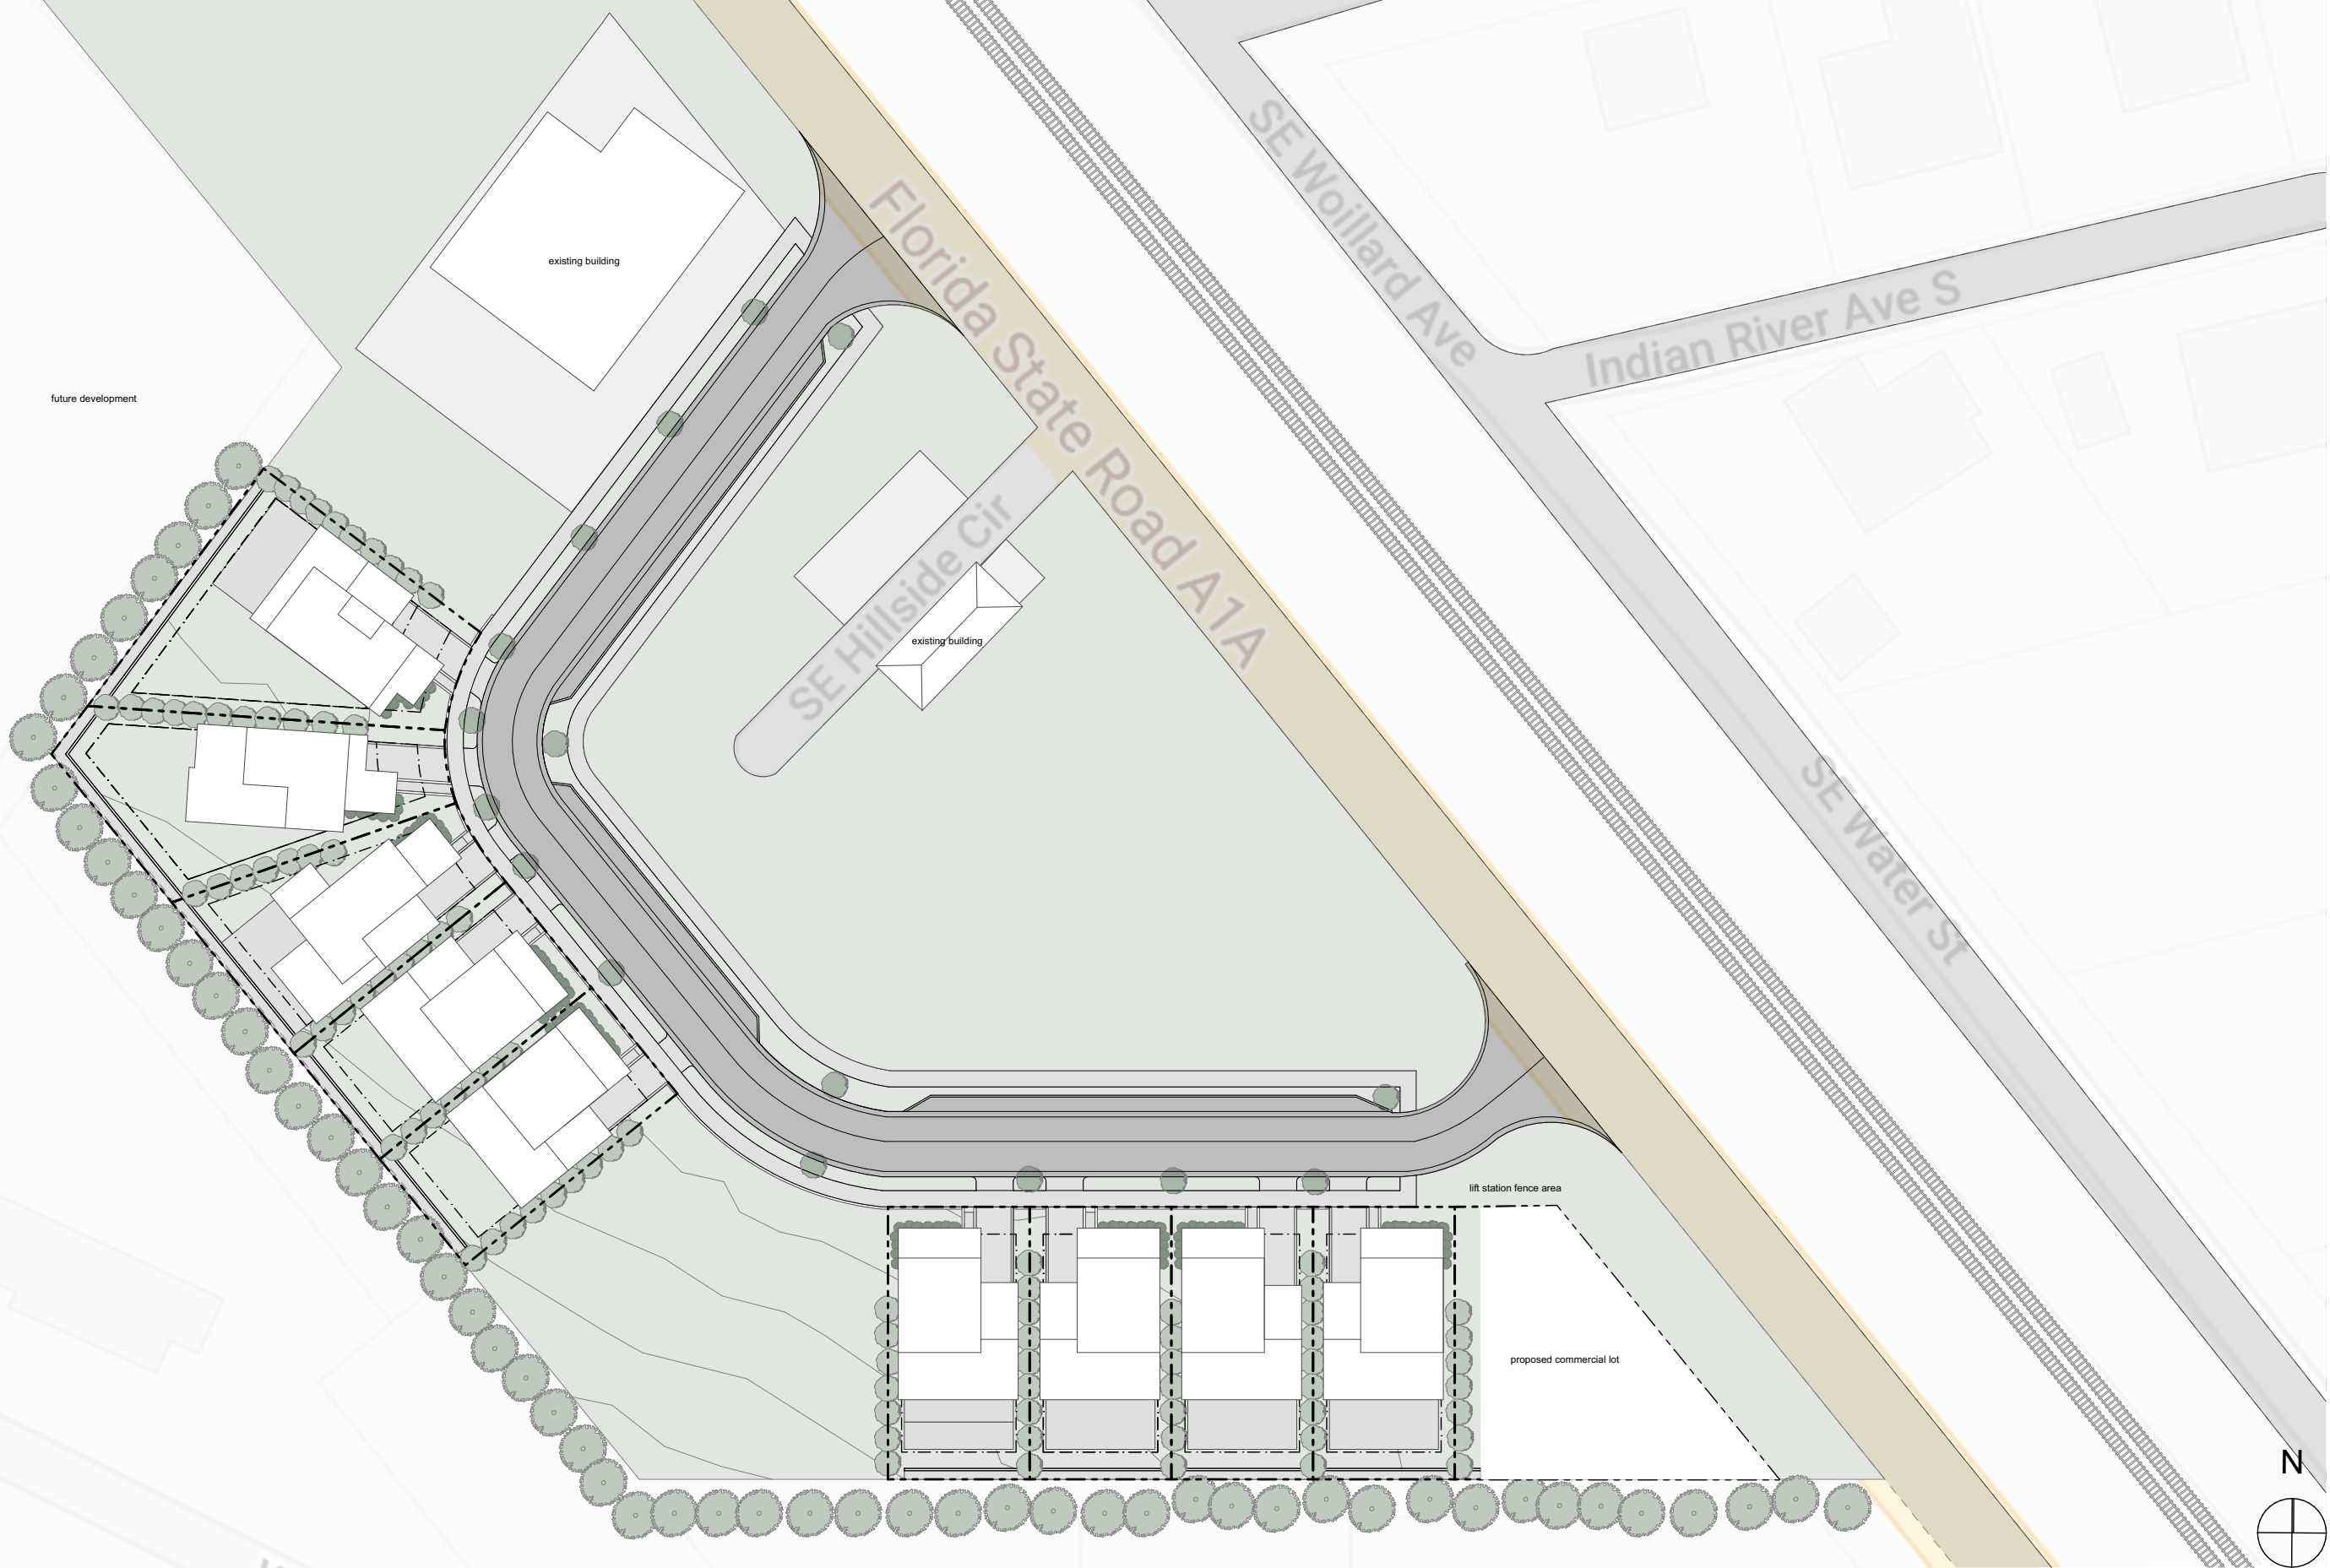 SE Woillard Ave
Florida State Road A1A
existing building
Indian River Ave S
future development
SE Hillside Cir
existing building
SE Water St
lift station fence area
proposed commercial lot
N